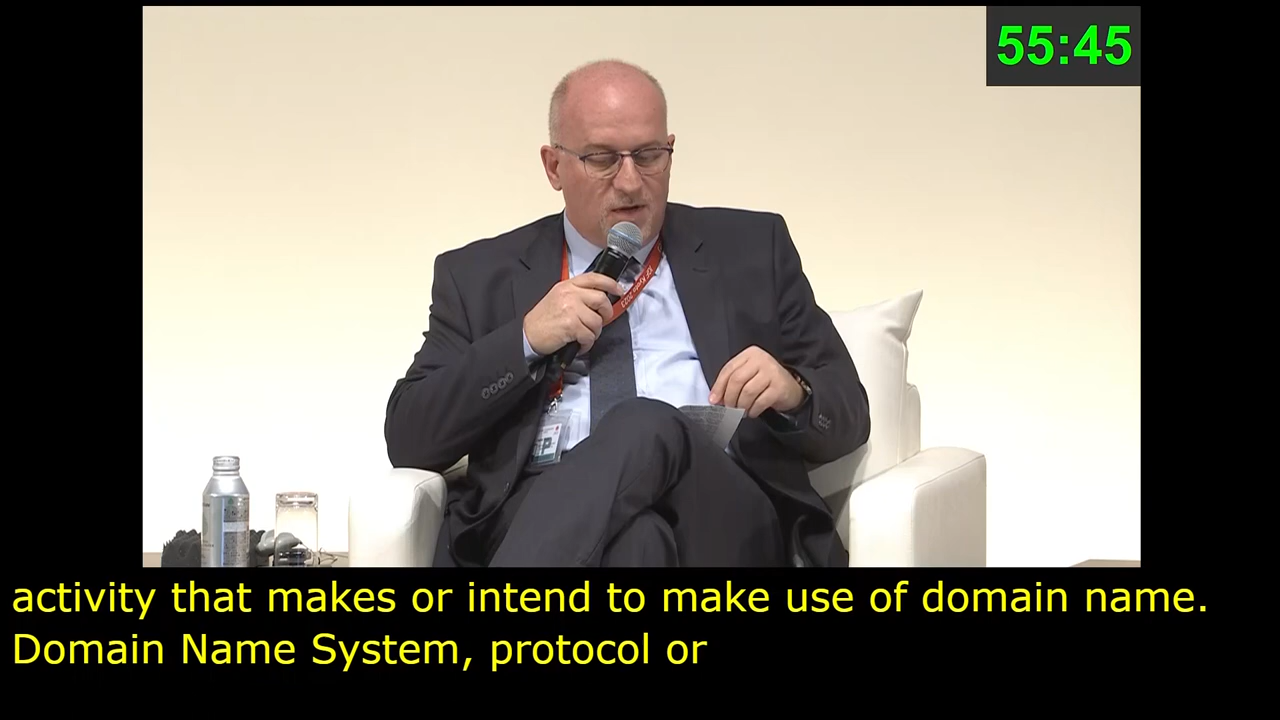 55:45
activity that makes or intend to make use of domain name.
Domain Name System, protocol or